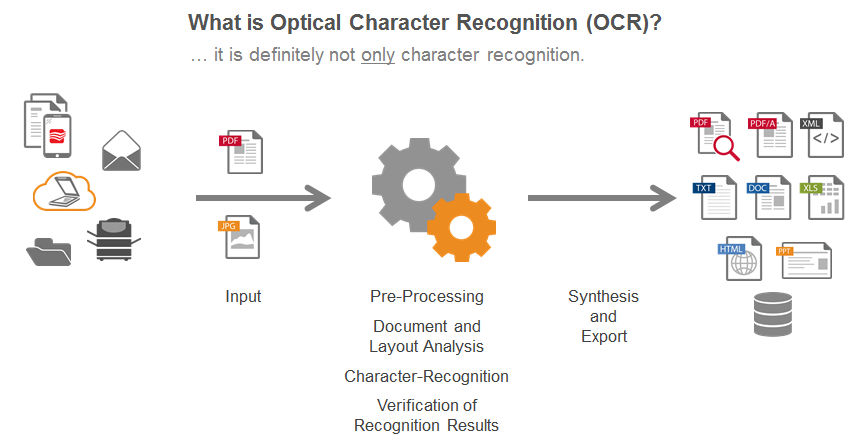 What is Optical Character Recognition (OCR)?
… it is definitely not only character recognition.
PDF
JPG
PDF
PDF/A
XML
</>
TXT
DOC
XLS
HTML
PPT
Input
Pre-Processing
Document and
Layout Analysis
Character-Recognition
Verification of
Recognition Results
Synthesis
and
Export